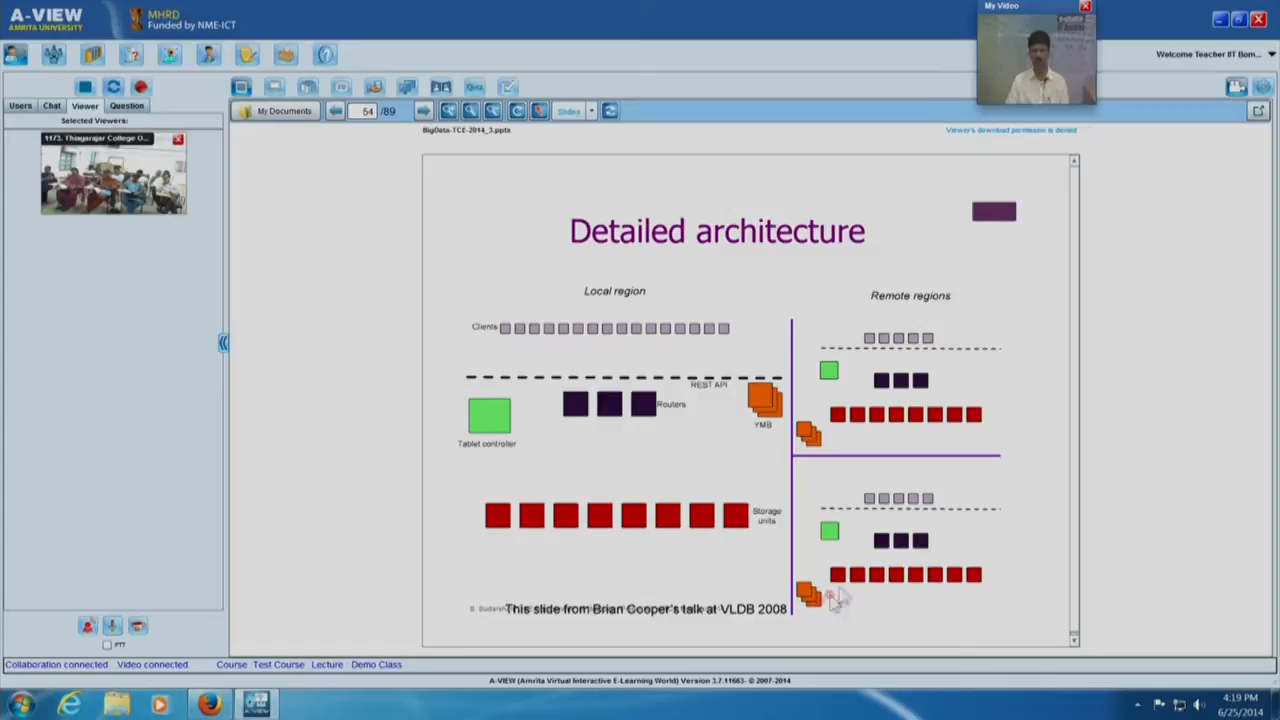 A-VIEW
AMRITA UNIVERSITY
MHRD
Funded by NME-ICT
My Video
Welcome Teacher IIT Bom...
Users Chat Viewer Question
Selected Viewers:
1173. Thiagarajar College O...
My Documents
54 /89
Slides
Quiz
BigData-TCE-2014_3.pptx
Viewer's download permission is denied
Detailed architecture
Local region
Remote regions
Clients
REST API
Routers
YMB
Tablet controller
Storage
units
This slide from Brian Cooper's talk at VLDB 2008
PTT
Collaboration connected Video connected Course : Test Course Lecture : Demo Class
A-VIEW (Amrita Virtual Interactive E-Learning World) Version 3.7.11663- © 2007-2014
4:19 PM
6/25/2014